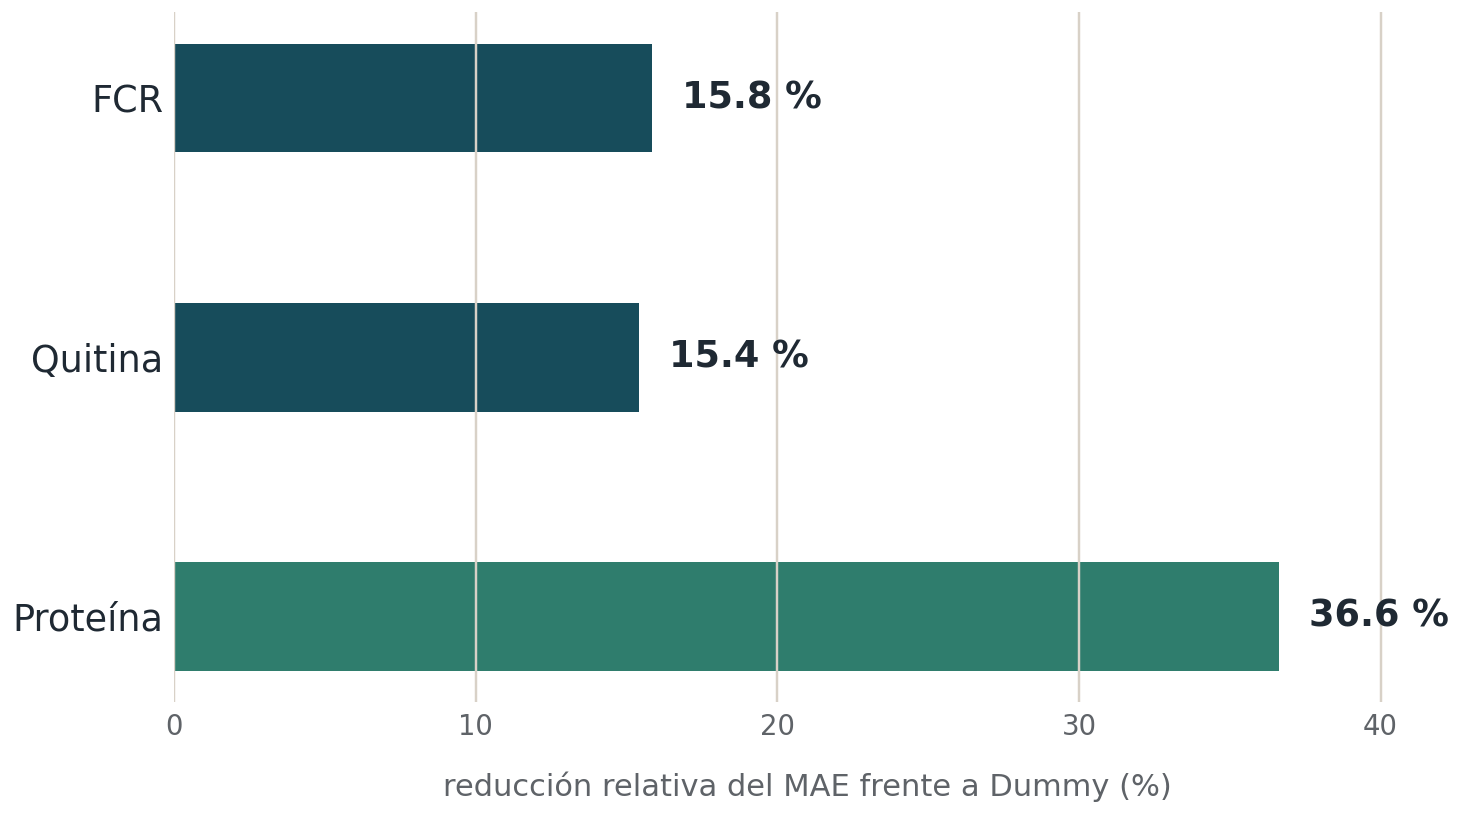 FCR
15.8 %
Quitina
15.4 %
Proteína
36.6 %
0 10 20 30 40
reducción relativa del MAE frente a Dummy (%)